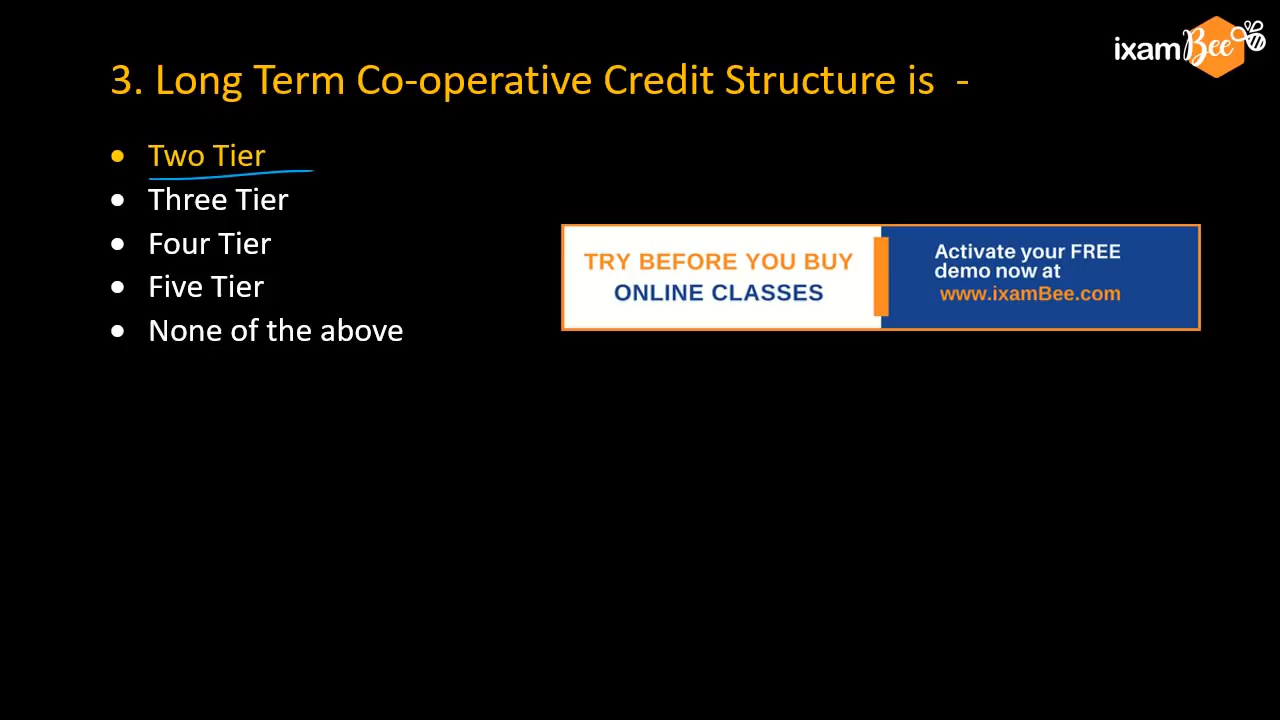 ixamBee
3. Long Term Co-operative Credit Structure is -
• Two Tier
• Three Tier
• Four Tier
• Five Tier
• None of the above
TRY BEFORE YOU BUY
ONLINE CLASSES
Activate your FREE
demo now at
www.ixamBee.com